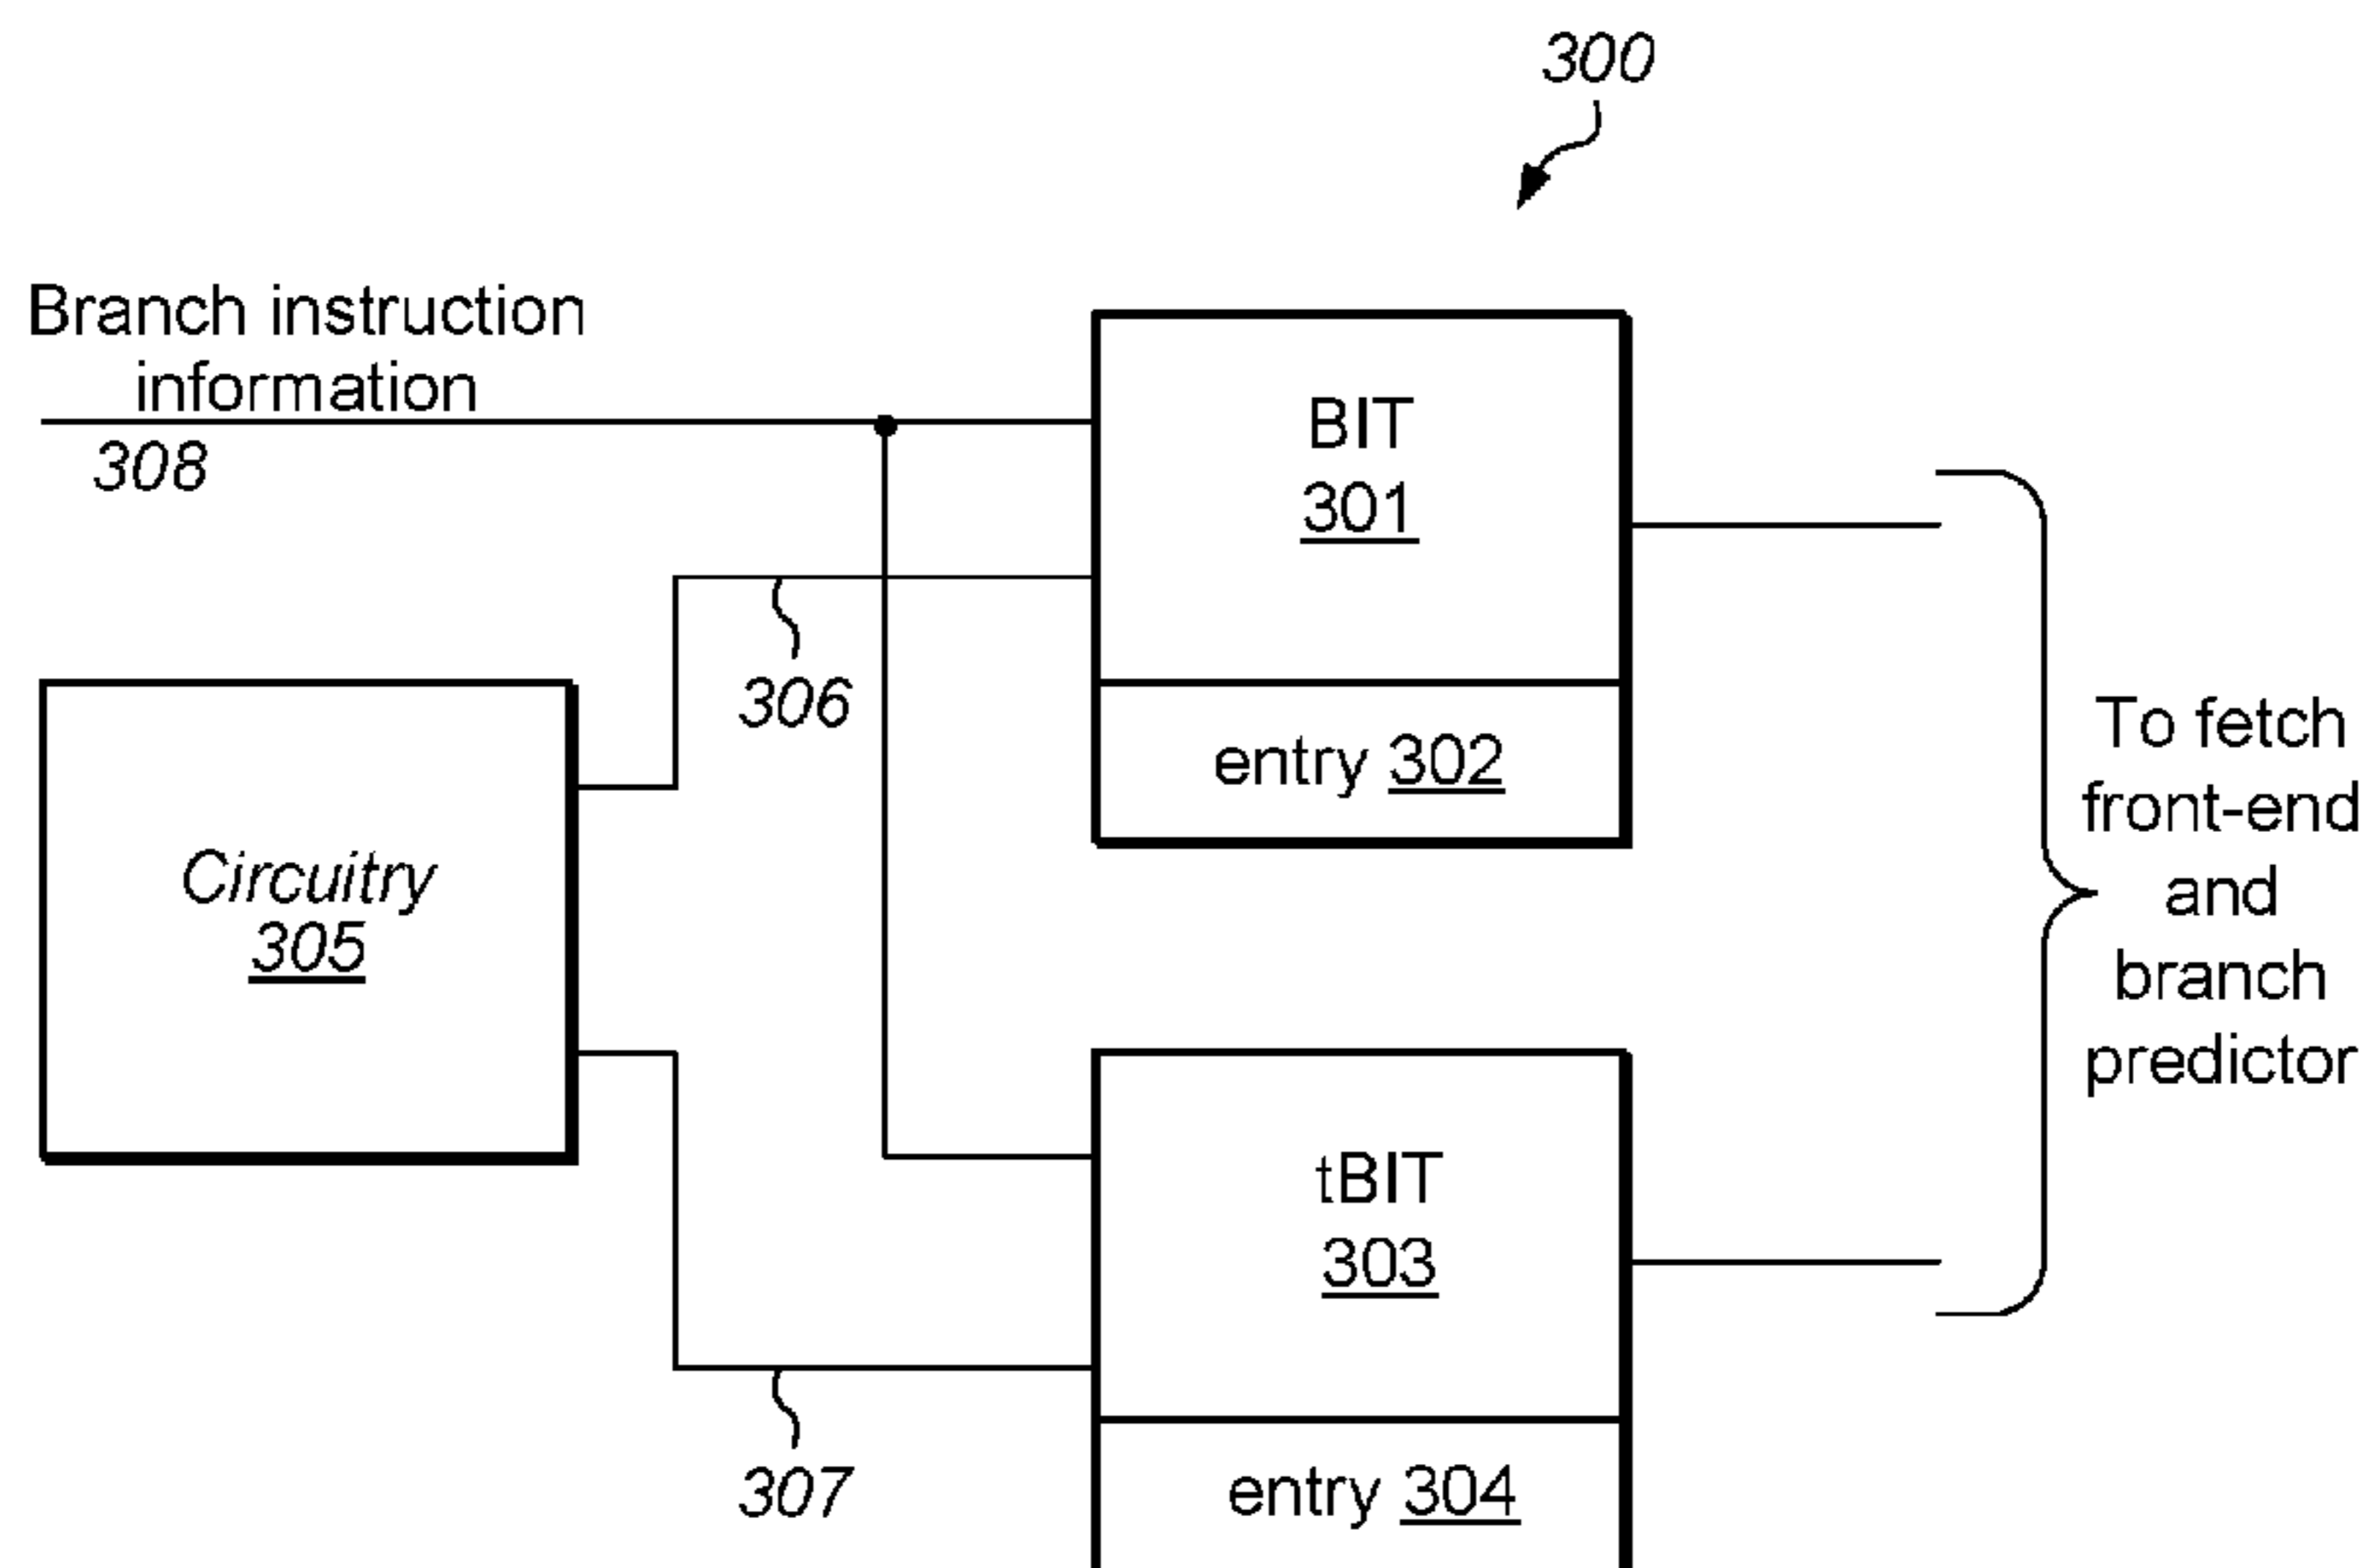 300
Branch instruction
information
308
BIT
301
306
entry 302
Circuitry
305
To fetch
front-end
and
branch
predictor
tBIT
303
307
entry 304